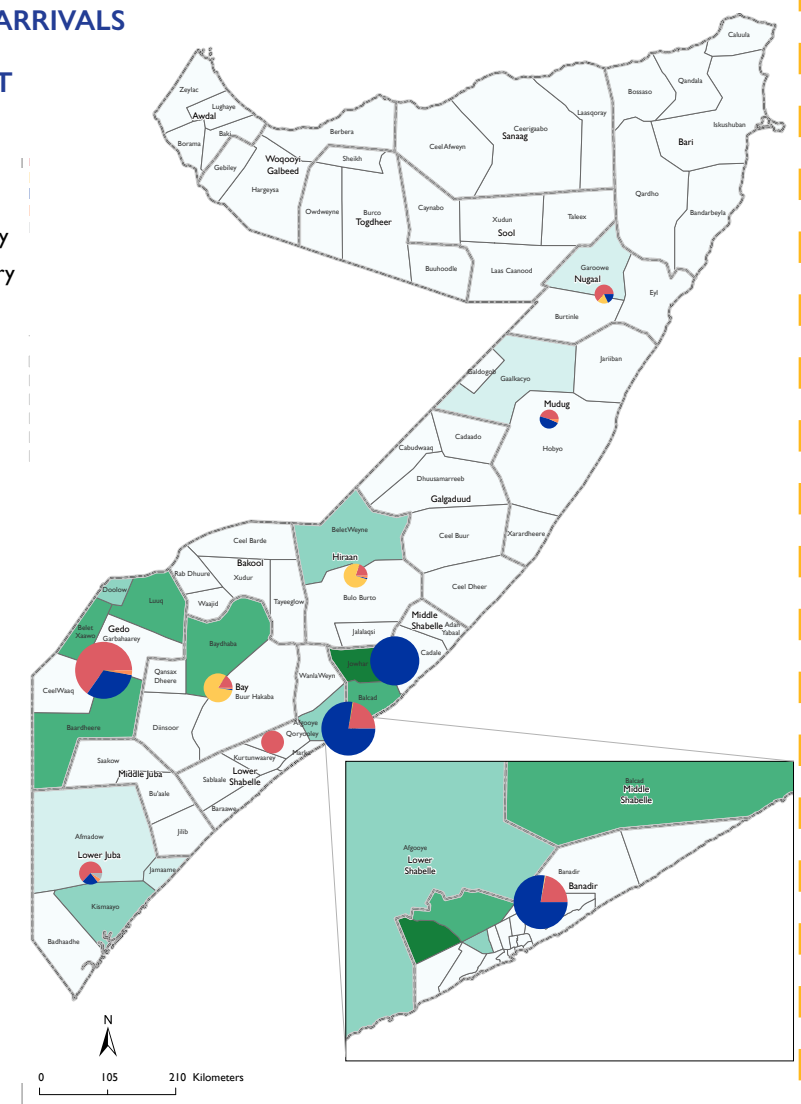 ARRIVALS
T
y
ry
Caluula
Zeylac
Qandala
Bossaso
Lughaye
Awdal
Laasqoray
Iskushuban
Ceerigaabo
Berbera
Baki
Sanaag
Borama
Bari
CeelAfweyn
Sheikh
Woqooyi
Galbeed
Gebiley
Hargeysa
Qardho
Caynabo
Owdweyne
Burco
Togdheer
Bandarbeyla
Xudun
Taleex
Sool
Buuhoodle
Laas Caanood
Garoowe
Nugaal
Eyl
Burtinle
Jariiban
Galdogob
Gaalkacyo
Mudug
Cadaado
Cabudwaaq
Hobyo
Dhuusamarreeb
Galgaduud
BeletWeyne
Ceel Buur
Xarardheere
Ceel Barde
Hiraan
Bakool
Rab Dhuure
Xudur
Ceel Dheer
Doolow
Luuq
Waajid
Tayeeglow
Bulo Burto
Middle
Shabelle
Adan
Yabaal
Belet
Xaawo
Gedo
Garbahaarey
Jalalaqsi
Baydhaba
Cadale
Jowhar
Qansax
Dheere
WanlaWeyn
CeelWaaq
Bay
Buur Hakaba
Balcad
Baardheere
Diinsoor
Afgooye
Qoryooley
Marka
Kurtunwaarey
Saakow
Middle Juba
Lower
Shabelle
Sablaale
Bu'aale
Baraawe
Jilib
Afmadow
Lower Juba
Jamaame
Kismaayo
Badhaadhe
Balcad
Middle
Shabelle
Afgooye
Lower
Shabelle
Banadir
Banadir
N
0 105 210 Kilometers